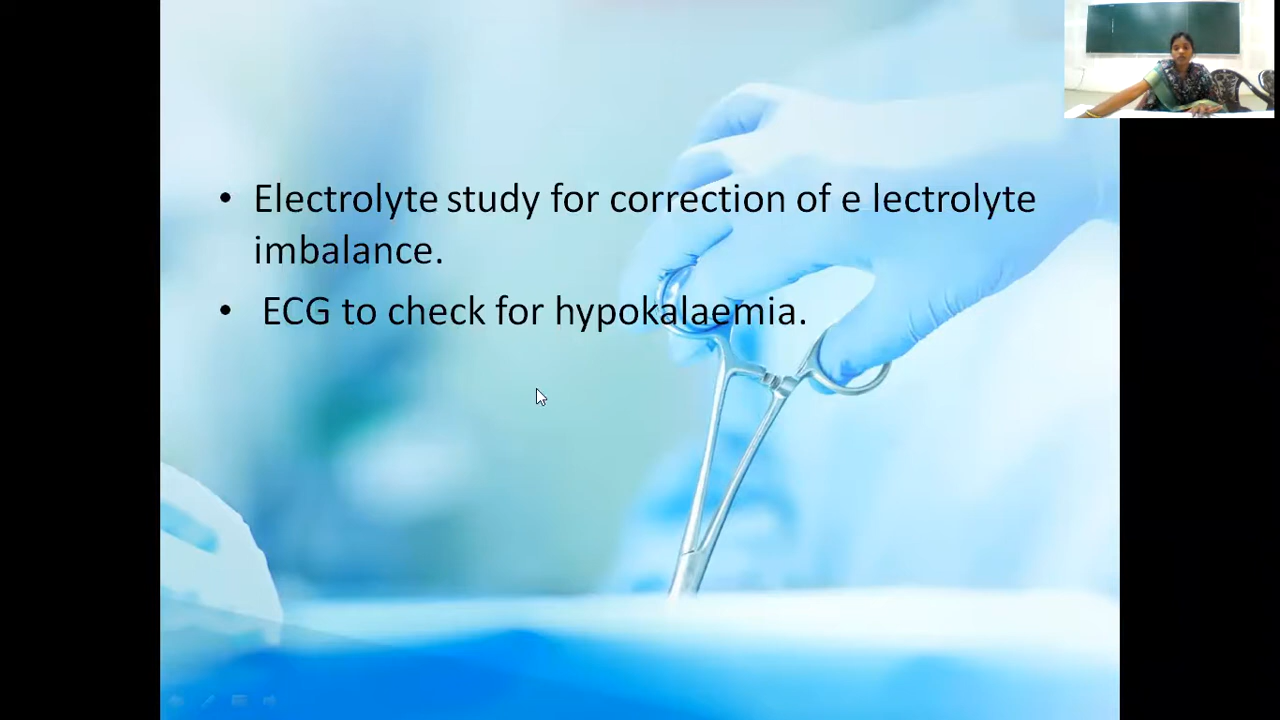 • Electrolyte study for correction of e lectrolyte
imbalance.
• ECG to check for hypokalaemia.